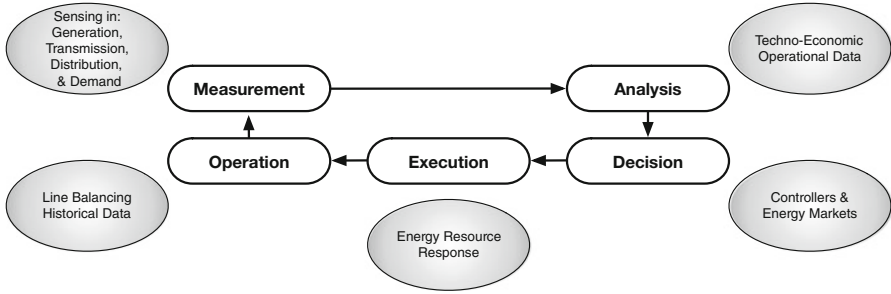 Sensing in:
Generation,
Transmission,
Distribution,
& Demand
Techno-Economic
Operational Data
Measurement
Analysis
Operation
Execution
Decision
Line Balancing
Historical Data
Controllers &
Energy Markets
Energy Resource
Response